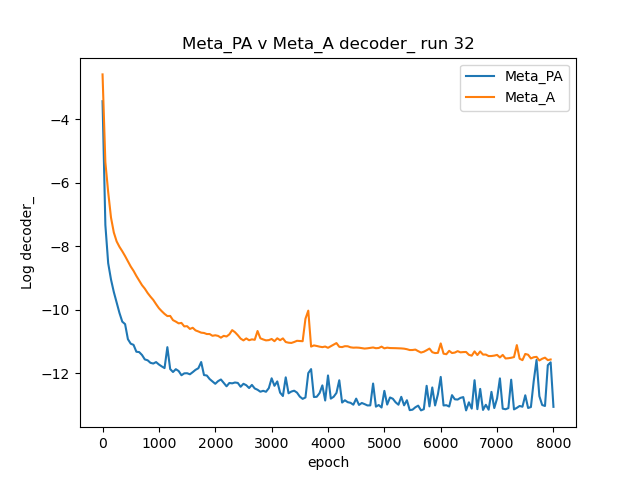 Meta_PA v Meta_A decoder_ run 32
Meta_PA
Meta_A
Log decoder_
−4
−6
−8
−10
−12
0 1000 2000 3000 4000 5000 6000 7000 8000
epoch